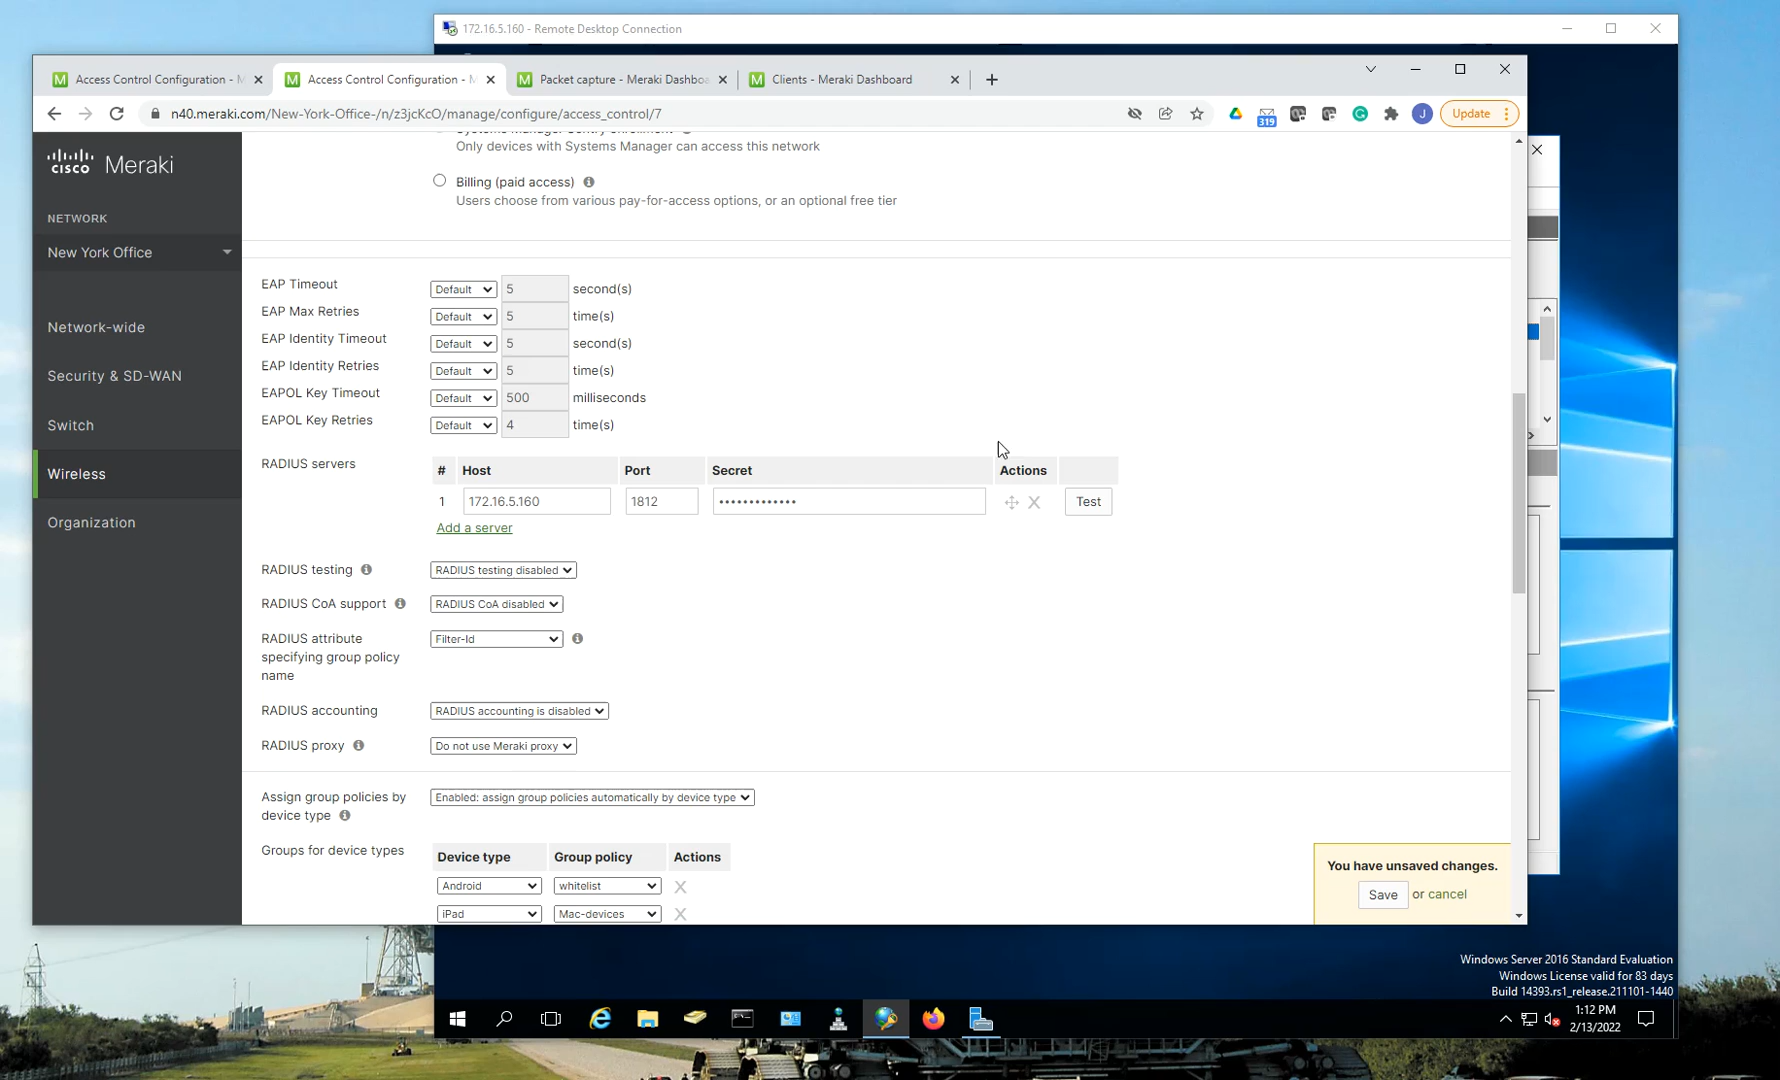 172.16.5.160 - Remote Desktop Connection
Access Control Configuration - M
Access Control Configuration - M
Packet capture - Meraki Dashboa
Clients - Meraki Dashboard
n40.meraki.com/New-York-Office-/n/z3jcKcO/manage/configure/access_control/7
319
J
Update
cisco Meraki
NETWORK
New York Office
Network-wide
Security & SD-WAN
Switch
Wireless
Organization
Systems Manager Sentry enrollment
Only devices with Systems Manager can access this network
Billing (paid access)
Users choose from various pay-for-access options, or an optional free tier
EAP Timeout Default 5 second(s)
EAP Max Retries Default 5 time(s)
EAP Identity Timeout Default 5 second(s)
EAP Identity Retries Default 5 time(s)
EAPOL Key Timeout Default 500 milliseconds
EAPOL Key Retries Default 4 time(s)
RADIUS servers
# Host Port Secret Actions
1 172.16.5.160 1812 ••••••••••••• X Test
Add a server
RADIUS testing RADIUS testing disabled
RADIUS CoA support RADIUS CoA disabled
RADIUS attribute
specifying group policy
name
Filter-Id
RADIUS accounting RADIUS accounting is disabled
RADIUS proxy Do not use Meraki proxy
Assign group policies by
device type
Enabled: assign group policies automatically by device type
Groups for device types
Device type Group policy Actions
Android whitelist X
iPad Mac-devices X
You have unsaved changes.
Save or cancel
Windows Server 2016 Standard Evaluation
Windows License valid for 83 days
Build 14393.rs1_release.211101-1440
1:12 PM
2/13/2022